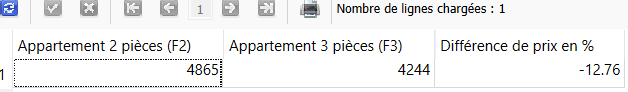 1 Nombre de lignes chargées : 1
Appartement 2 pièces (F2) Appartement 3 pièces (F3) Différence de prix en %
1 4865 4244 -12.76